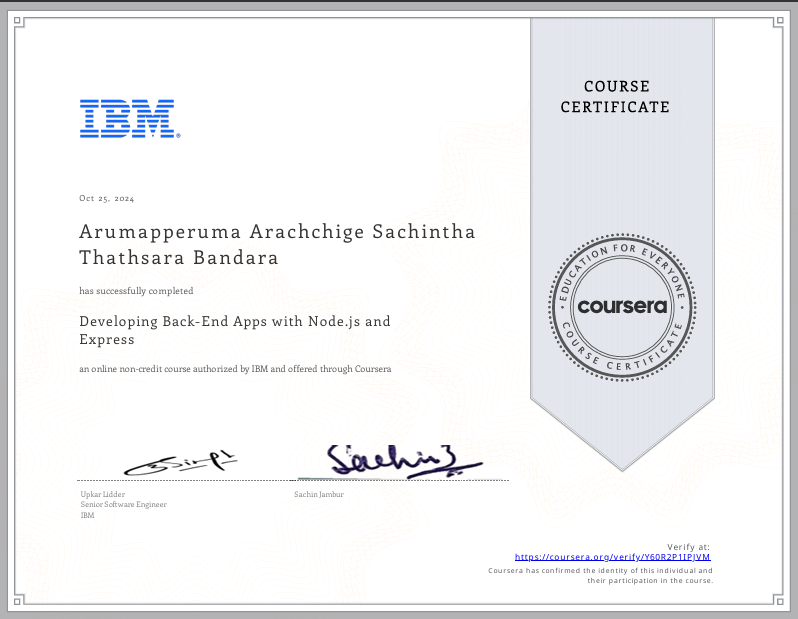 COURSE
CERTIFICATE
IBM®
Oct 25, 2024
Arumapperuma Arachchige Sachintha
Thathsara Bandara
has successfully completed
Developing Back-End Apps with Node.js and
Express
an online non-credit course authorized by IBM and offered through Coursera
EDUCATION FOR EVERYONE
coursera
COURSE CERTIFICATE
Sachin J
Upkar Lidder
Senior Software Engineer
IBM
Sachin Jambur
Verify at:
https://coursera.org/verify/Y60R2P1IPJVM
Coursera has confirmed the identity of this individual and
their participation in the course.